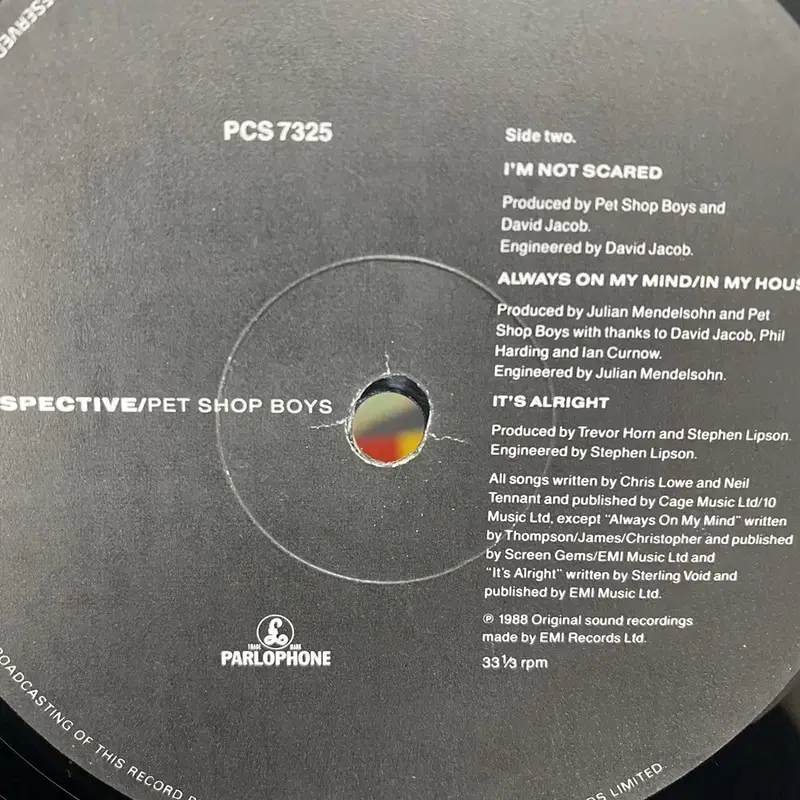 ESERVED
PCS 7325
Side two.
I'M NOT SCARED
Produced by Pet Shop Boys and
David Jacob.
Engineered by David Jacob.
ALWAYS ON MY MIND/IN MY HOUS
Produced by Julian Mendelsohn and Pet
Shop Boys with thanks to David Jacob, Phil
Harding and Ian Curnow.
Engineered by Julian Mendelsohn.
SPECTIVE/PET SHOP BOYS
IT'S ALRIGHT
Produced by Trevor Horn and Stephen Lipson.
Engineered by Stephen Lipson.
All songs written by Chris Lowe and Neil
Tennant and published by Cage Music Ltd/10
Music Ltd, except "Always On My Mind" written
by Thompson/James/Christopher and published
by Screen Gems/EMI Music Ltd and
"It's Alright" written by Sterling Void and
published by EMI Music Ltd.
℗ 1988 Original sound recordings
made by EMI Records Ltd.
33 1/3 rpm
TRADE MARK
PARLOPHONE
ROADCASTING OF THIS RECORD P
DS LIMITED.